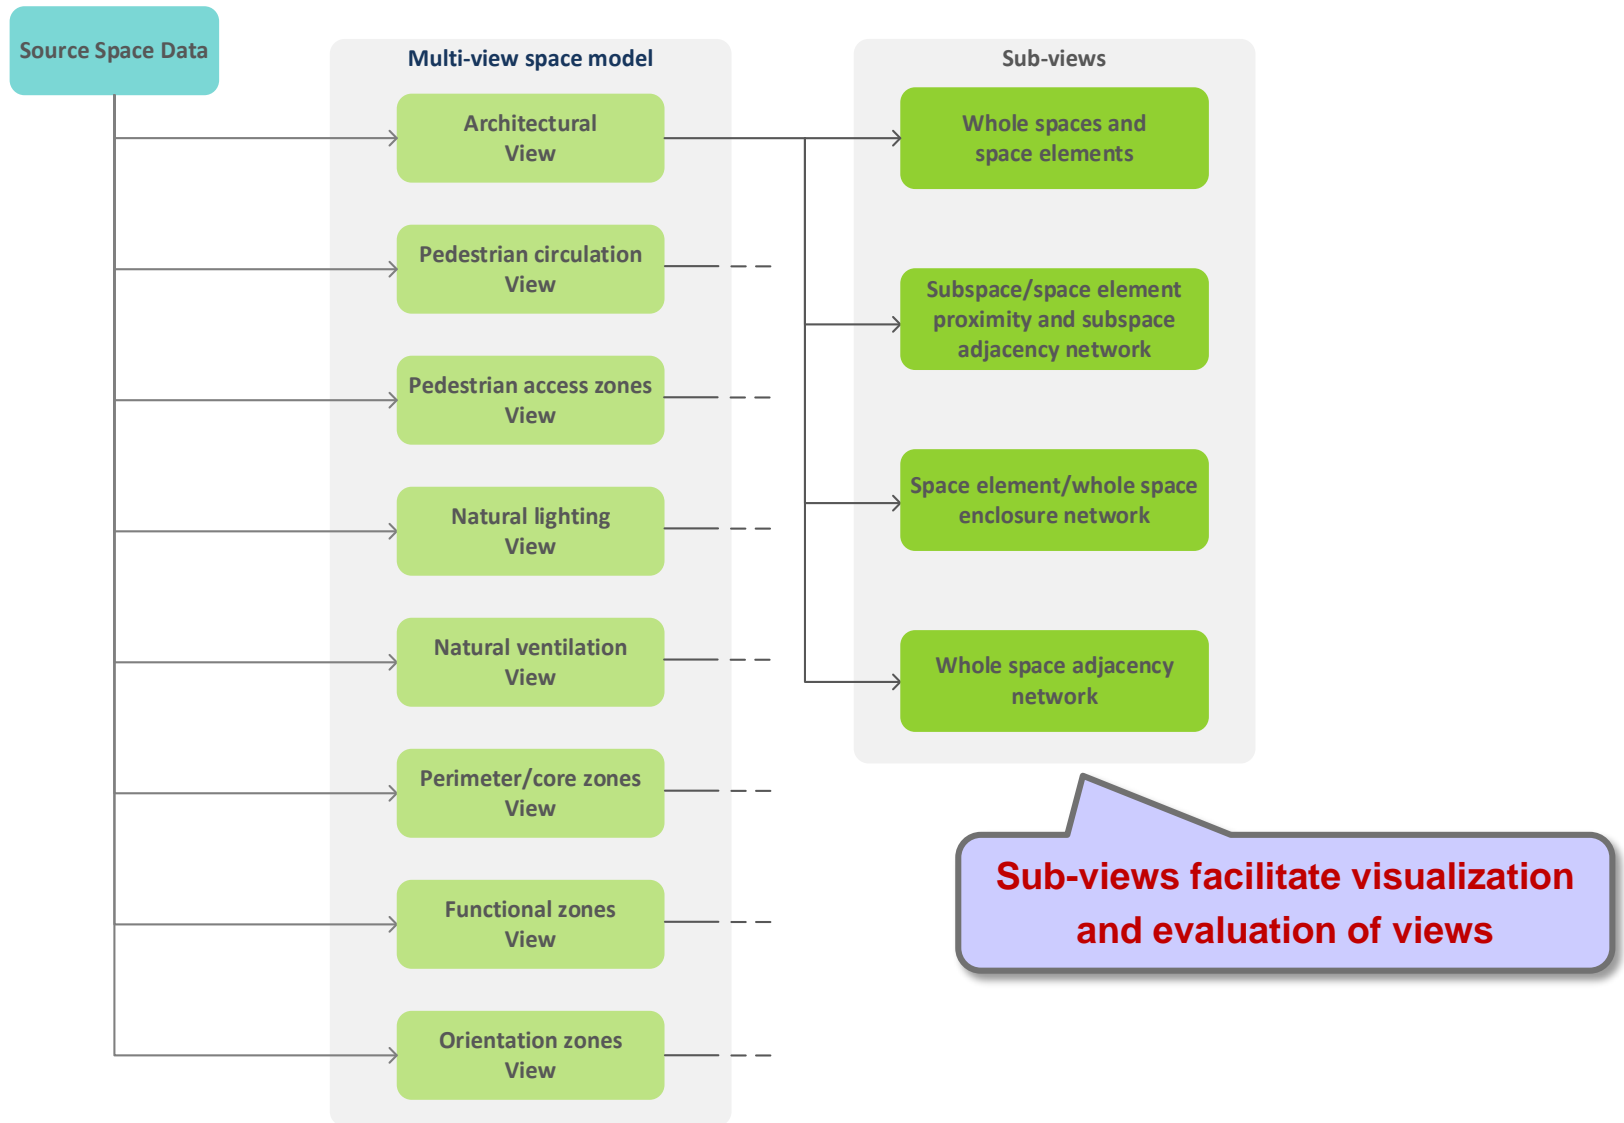 Source Space Data
Multi-view space model
Architectural
View
Pedestrian circulation
View
Pedestrian access zones
View
Natural lighting
View
Natural ventilation
View
Perimeter/core zones
View
Functional zones
View
Orientation zones
View
Sub-views
Whole spaces and
space elements
Subspace/space element
proximity and subspace
adjacency network
Space element/whole space
enclosure network
Whole space adjacency
network
Sub-views facilitate visualization
and evaluation of views